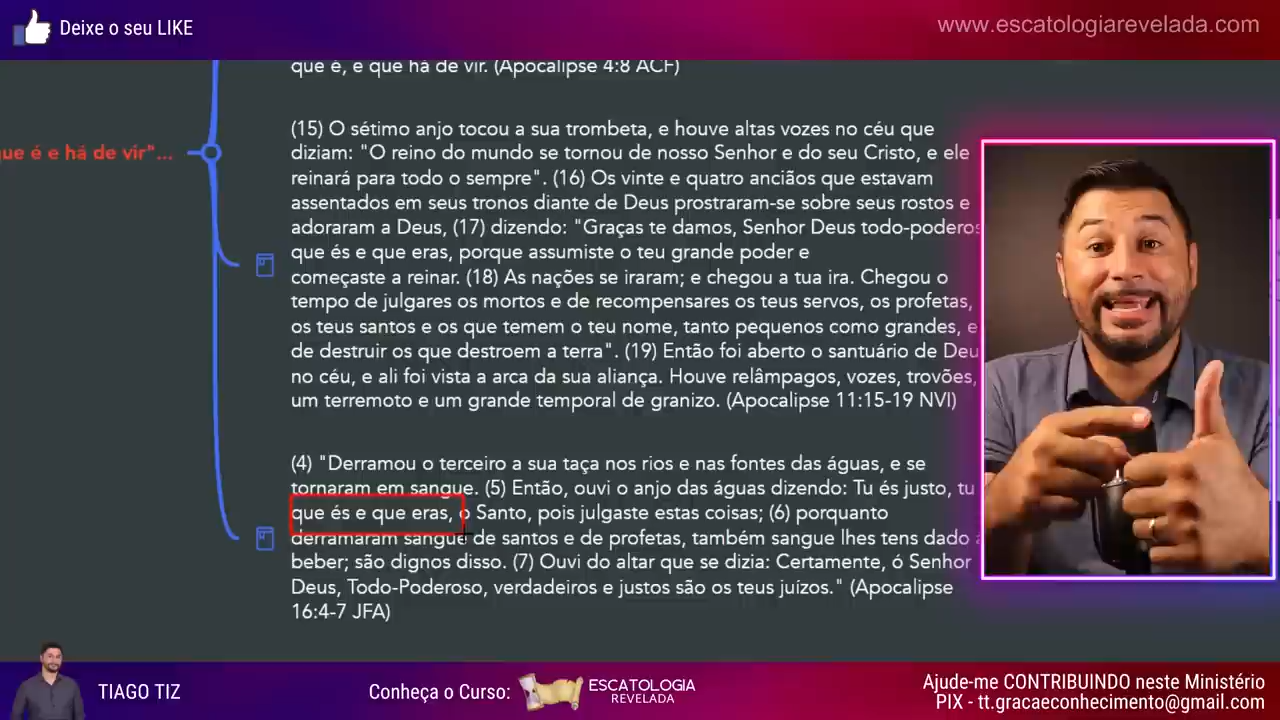 Deixe o seu LIKE
www.escatologiarevelada.com
que é, e que há de vir. (Apocalipse 4:8 ACF)
que é e há de vir"...
(15) O sétimo anjo tocou a sua trombeta, e houve altas vozes no céu que
diziam: "O reino do mundo se tornou de nosso Senhor e do seu Cristo, e ele
reinará para todo o sempre". (16) Os vinte e quatro anciãos que estavam
assentados em seus tronos diante de Deus prostraram-se sobre seus rostos e
adoraram a Deus, (17) dizendo: "Graças te damos, Senhor Deus todo-poderos
que és e que eras, porque assumiste o teu grande poder e
começaste a reinar. (18) As nações se iraram; e chegou a tua ira. Chegou o
tempo de julgares os mortos e de recompensares os teus servos, os profetas,
os teus santos e os que temem o teu nome, tanto pequenos como grandes, e
de destruir os que destroem a terra". (19) Então foi aberto o santuário de Deu
no céu, e ali foi vista a arca da sua aliança. Houve relâmpagos, vozes, trovões,
um terremoto e um grande temporal de granizo. (Apocalipse 11:15-19 NVI)
(4) "Derramou o terceiro a sua taça nos rios e nas fontes das águas, e se
tornaram em sangue. (5) Então, ouvi o anjo das águas dizendo: Tu és justo, tu
que és e que eras, o Santo, pois julgaste estas coisas; (6) porquanto
derramaram sangue de santos e de profetas, também sangue lhes tens dado a
beber; são dignos disso. (7) Ouvi do altar que se dizia: Certamente, ó Senhor
Deus, Todo-Poderoso, verdadeiros e justos são os teus juízos." (Apocalipse
16:4-7 JFA)
TIAGO TIZ
Conheça o Curso:
ESCATOLOGIA
REVELADA
Ajude-me CONTRIBUINDO neste Ministério
PIX - tt.gracaeconhecimento@gmail.com